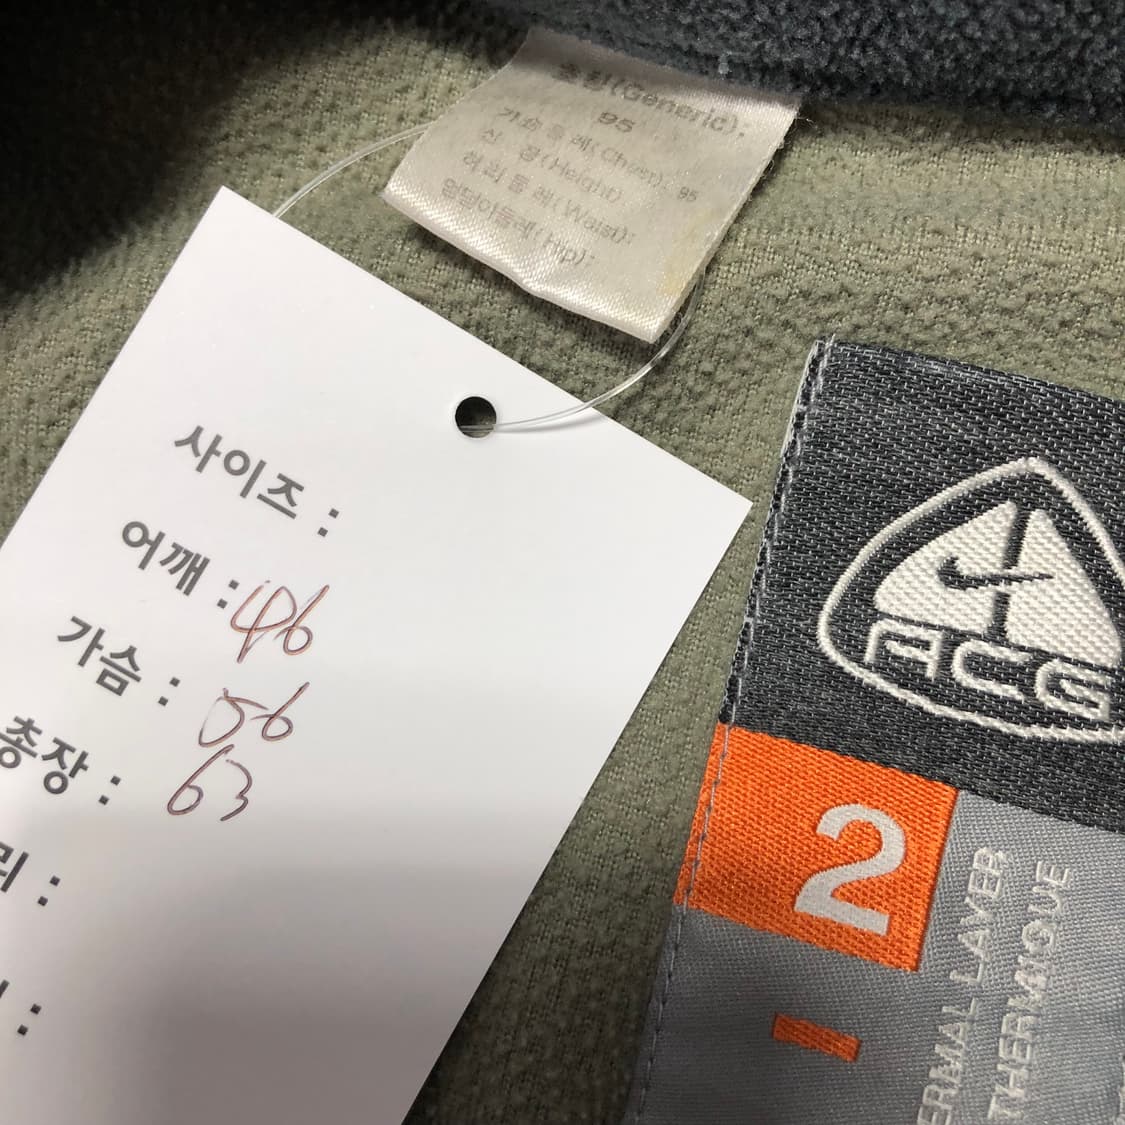 호칭(Generic):
95
가슴둘레(Chest): 95
신 장(Height)
허리둘레(Waist):
엉덩이둘레(Hip):
사이즈 :
어깨 : 46
가슴 : 56
총장 : 63
리 :
:
ACG
2
ERMAL LAYER
THERMIQUE